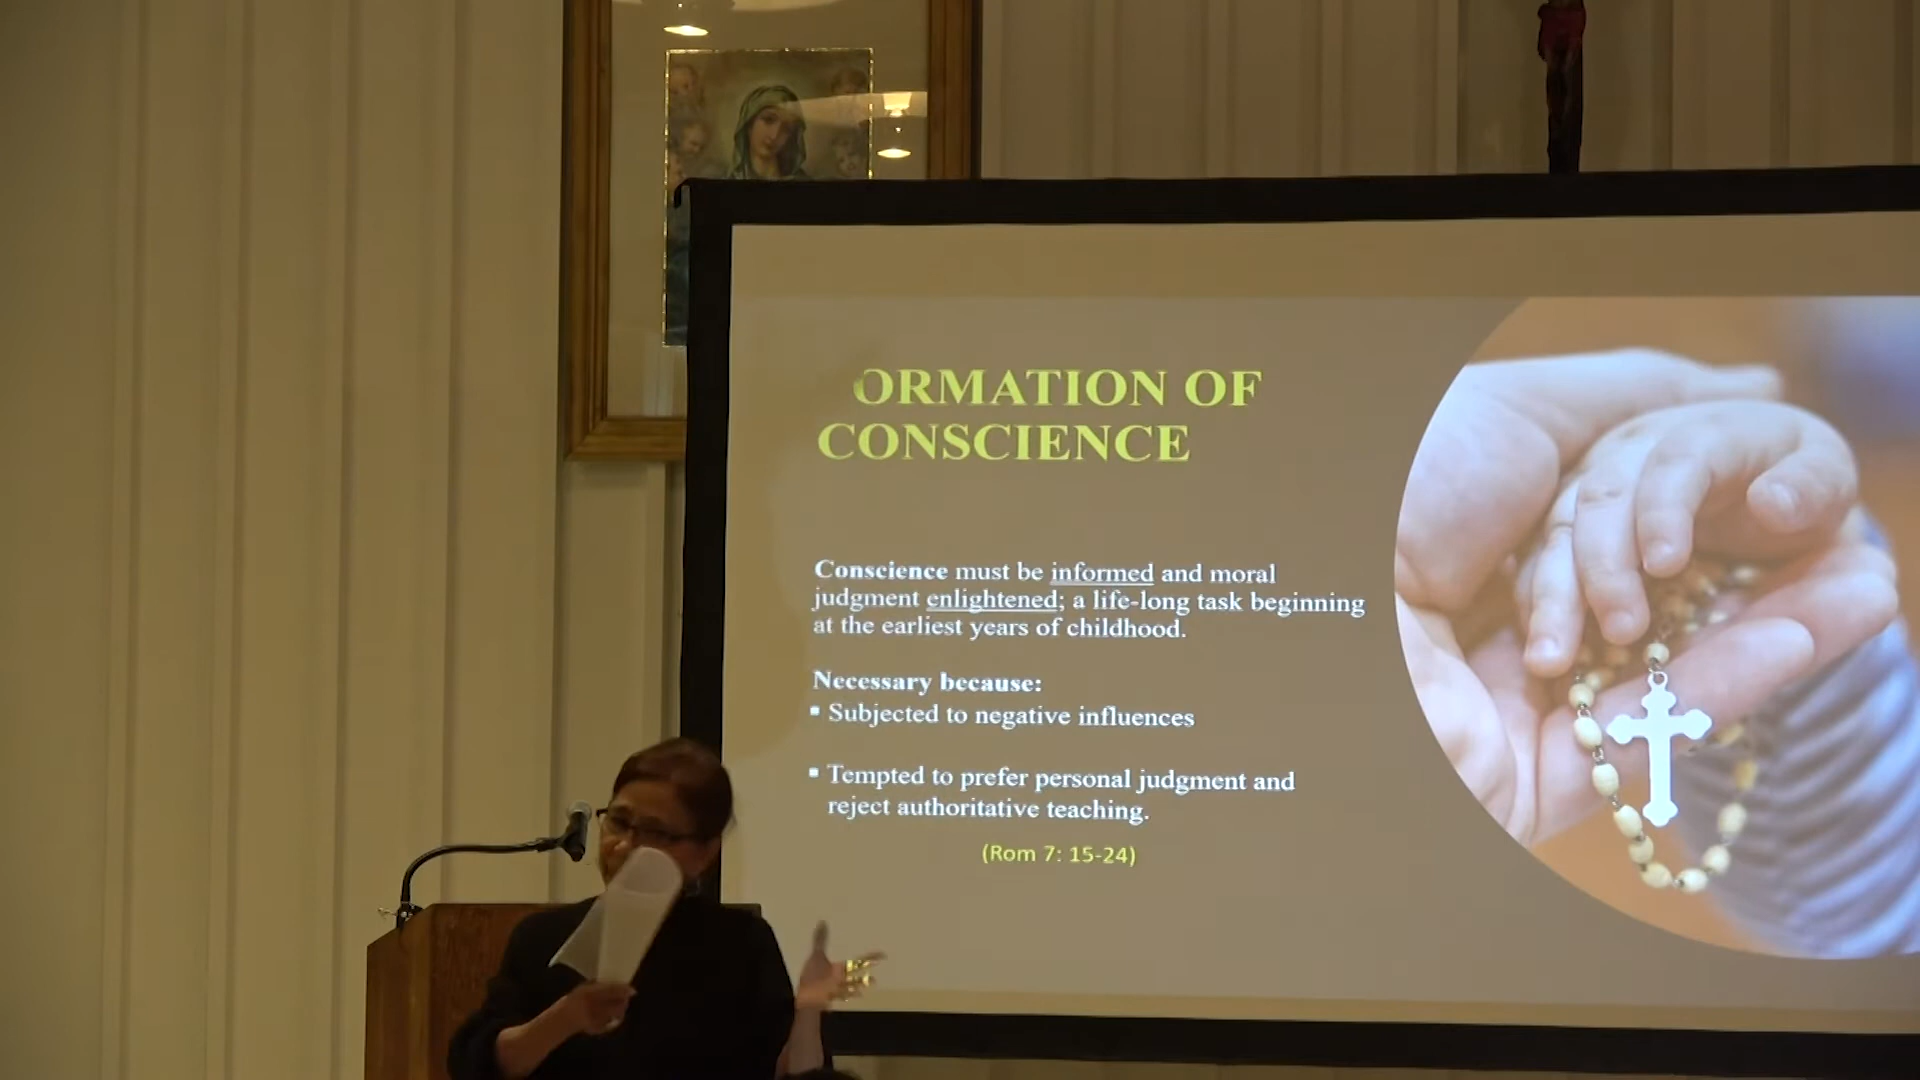 ORMATION OF
CONSCIENCE
Conscience must be informed and moral
judgment enlightened; a life-long task beginning
at the earliest years of childhood.
Necessary because:
▪ Subjected to negative influences
▪ Tempted to prefer personal judgment and
reject authoritative teaching.
(Rom 7: 15-24)